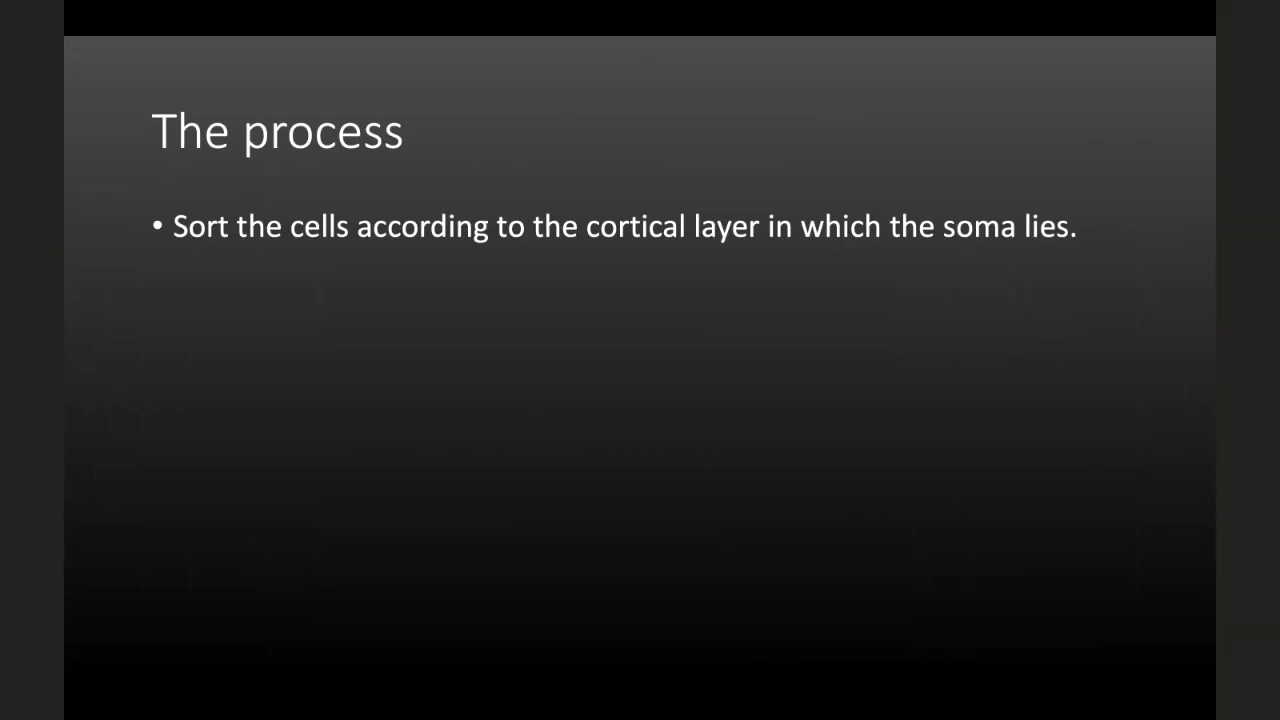 The process
• Sort the cells according to the cortical layer in which the soma lies.